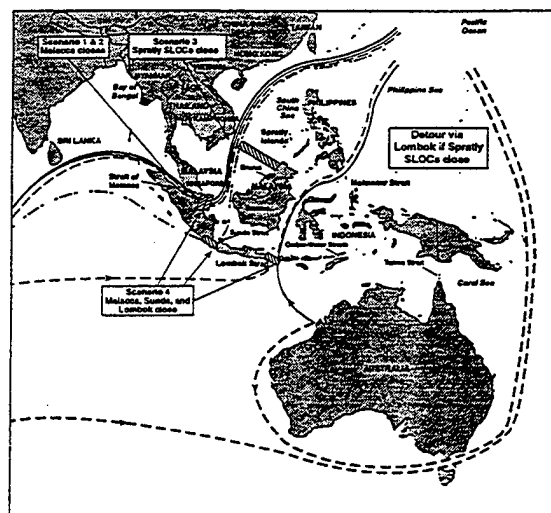 Pacific
Ocean
Scenario 1 & 2
Malacca closes
Scenario 3
Spratly SLOCs close
HONG KONG
Bay of
Bengal
THAILAND
Philippine Sea
South
China
Sea
PHILIPPINES
Spratly
Islands
SRI LANKA
Detour via
Lombok if Spratly
SLOCs close
MALAYSIA
Strait of
Malacca
Brunei
MALAYSIA
Makassar Strait
Sunda Strait
INDONESIA
Lombok Strait
Torres Strait
Coral Sea
Scenario 4
Malacca, Sunda, and
Lombok close
AUSTRALIA